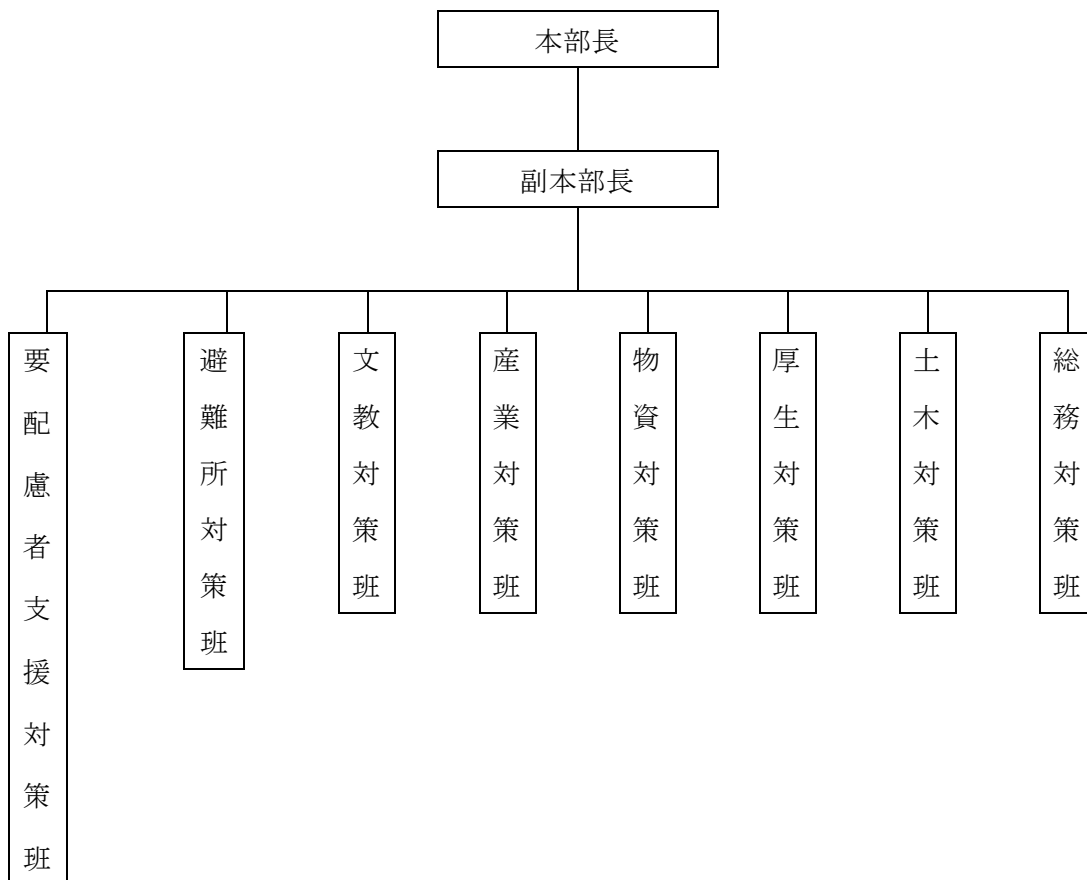 本部長
副本部長
要配慮者支援対策班
避難所対策班
文教対策班
産業対策班
物資対策班
厚生対策班
土木対策班
総務対策班